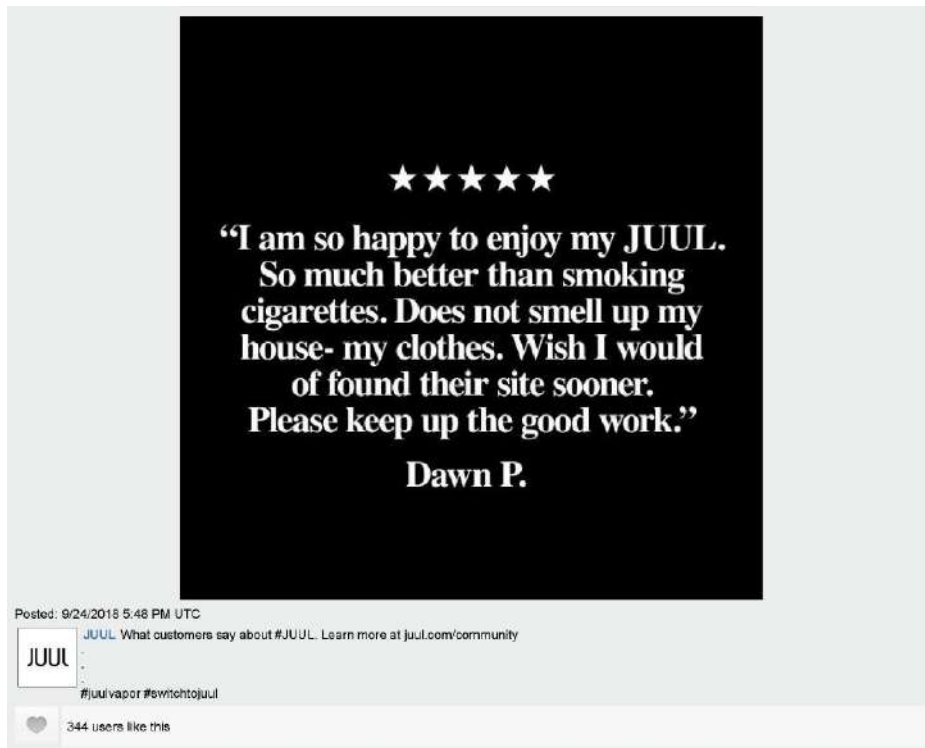 ★★★★★
“I am so happy to enjoy my JUUL.
So much better than smoking
cigarettes. Does not smell up my
house- my clothes. Wish I would
of found their site sooner.
Please keep up the good work.”
Dawn P.
Posted: 9/24/2018 5:48 PM UTC
JUUL What customers say about #JUUL. Learn more at juul.com/community
JUUL
.
.
.
#juulvapor #switchtojuul
344 users like this